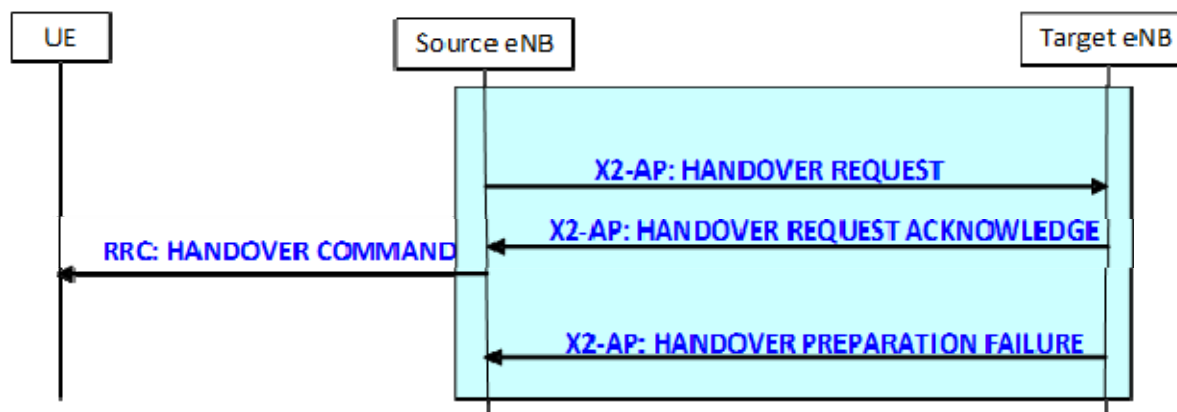 UE
Source eNB
Target eNB
X2-AP: HANDOVER REQUEST
X2-AP: HANDOVER REQUEST ACKNOWLEDGE
RRC: HANDOVER COMMAND
X2-AP: HANDOVER PREPARATION FAILURE